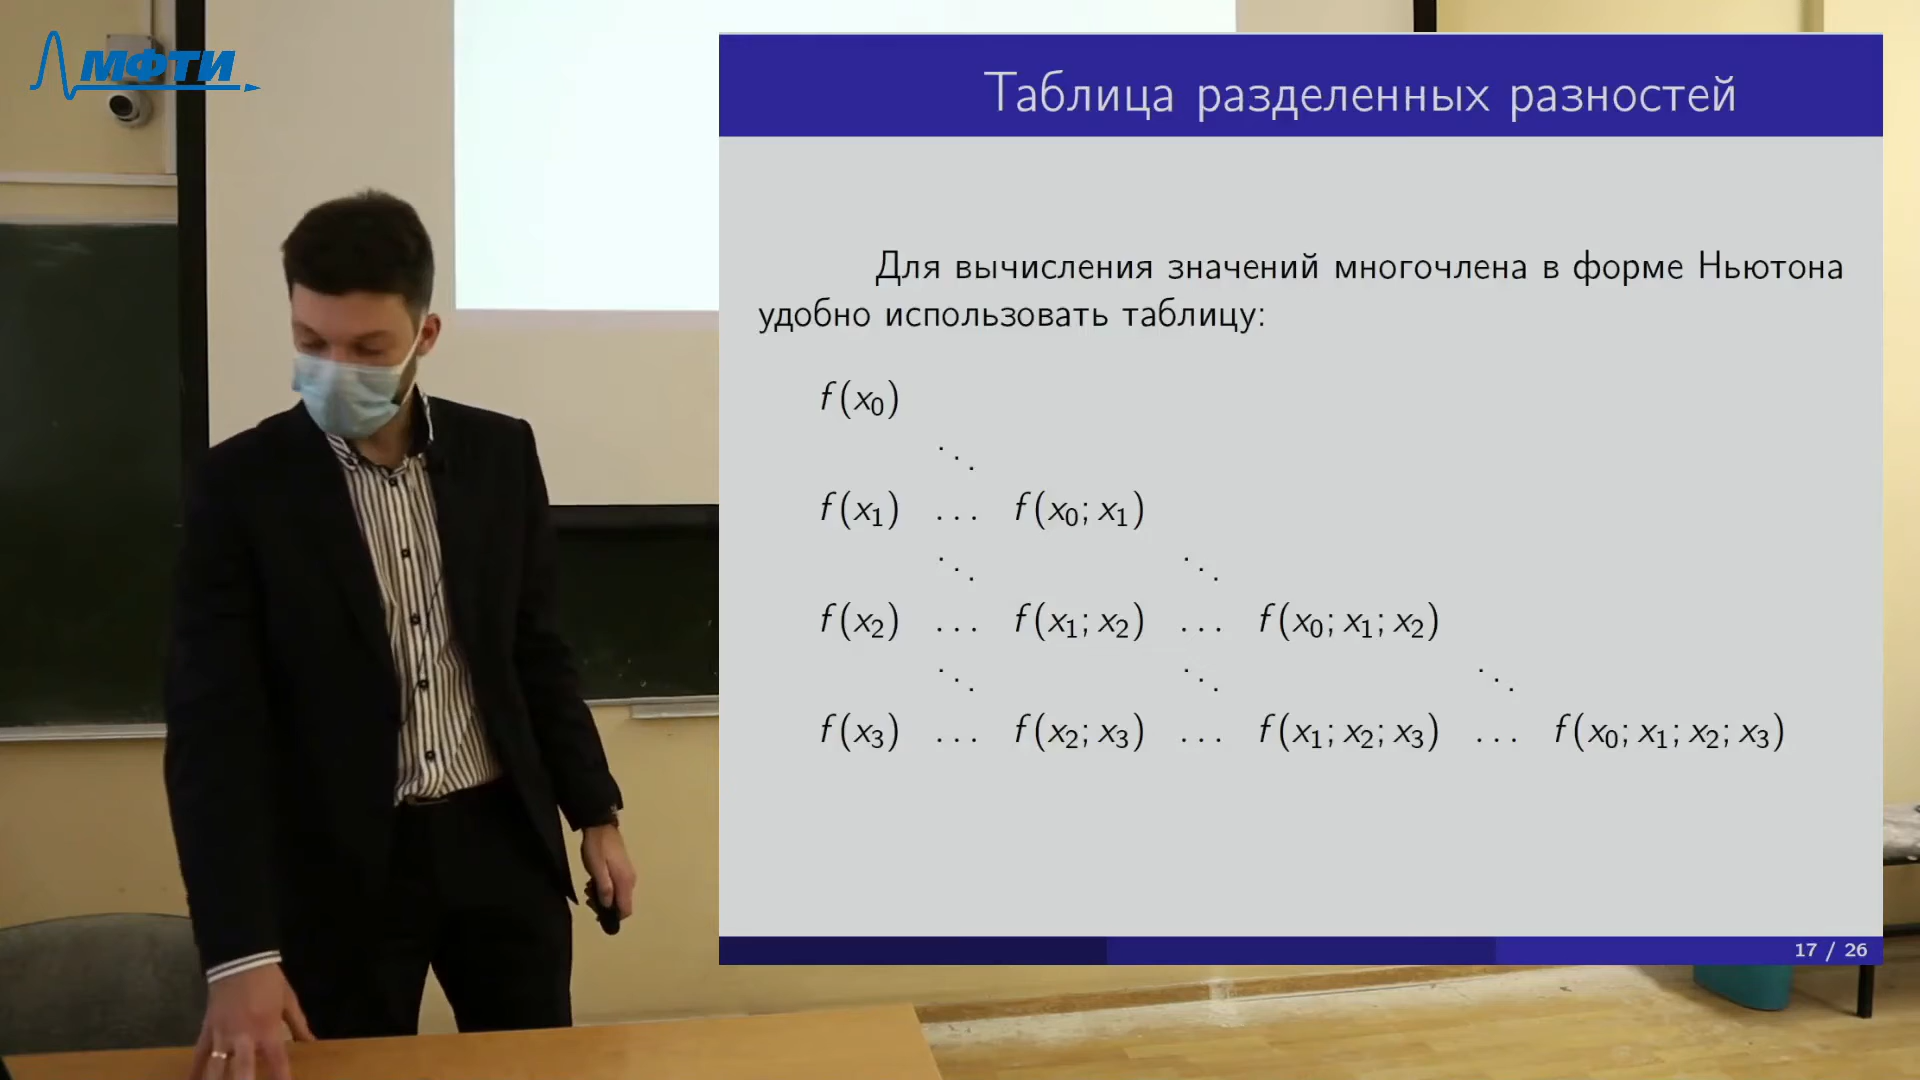 МФТИ
Таблица разделенных разностей
Для вычисления значений многочлена в форме Ньютона
удобно использовать таблицу:
f(x₀)
⋱
f(x₁) ... f(x₀; x₁)
⋱ ⋱
f(x₂) ... f(x₁; x₂) ... f(x₀; x₁; x₂)
⋱ ⋱ ⋱
f(x₃) ... f(x₂; x₃) ... f(x₁; x₂; x₃) ... f(x₀; x₁; x₂; x₃)
17 / 26